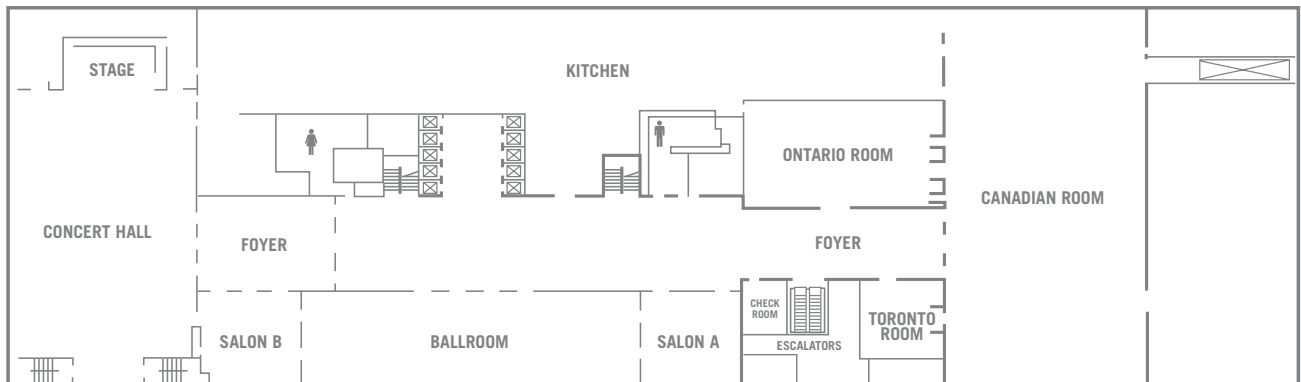 STAGE
KITCHEN
ONTARIO ROOM
CANADIAN ROOM
CONCERT HALL
FOYER
FOYER
CHECK
ROOM
TORONTO
ROOM
SALON B
BALLROOM
SALON A
ESCALATORS